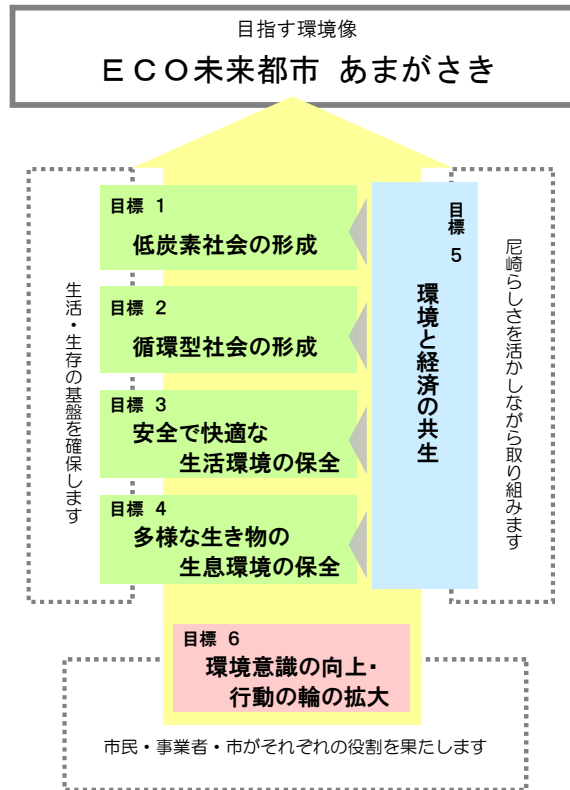 目指す環境像
ＥＣＯ未来都市 あまがさき
生活・生存の基盤を確保します
目標 1
低炭素社会の形成
目標 2
循環型社会の形成
目標 3
安全で快適な
生活環境の保全
目標 4
多様な生き物の
生息環境の保全
目標 5
環境と経済の共生
尼崎らしさを活かしながら取り組みます
目標 6
環境意識の向上・
行動の輪の拡大
市民・事業者・市がそれぞれの役割を果たします